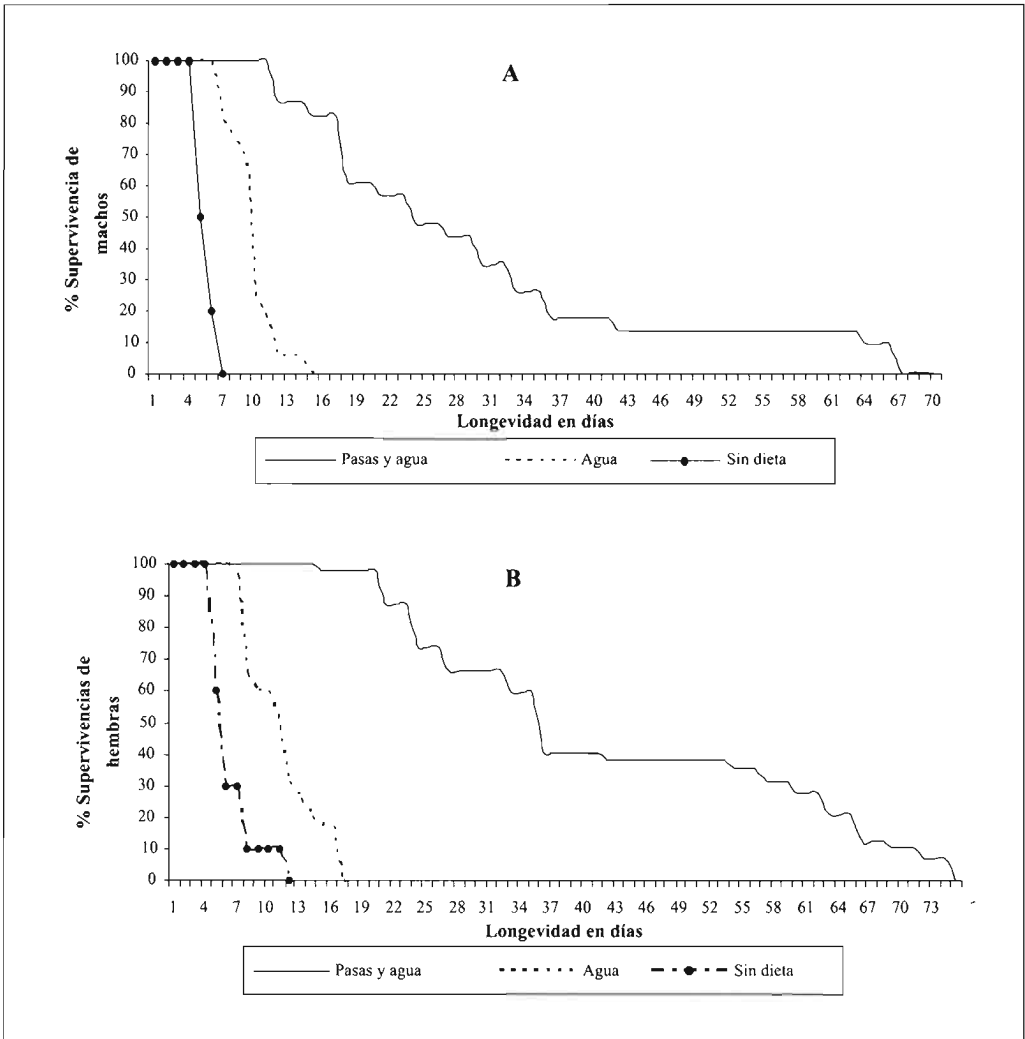 A
% Supervivencia de
machos
100
90
80
70
60
50
40
30
20
10
0
1 4 7 10 13 16 19 22 25 28 31 34 37 40 43 46 49 52 55 58 61 64 67 70
Longevidad en días
Pasas y agua Agua Sin dieta
B
% Supervivencias de
hembras
100
90
80
70
60
50
40
30
20
10
0
1 4 7 10 13 16 19 22 25 28 31 34 37 40 43 46 49 52 55 58 61 64 67 70 73
Longevidad en días
Pasas y agua Agua Sin dieta